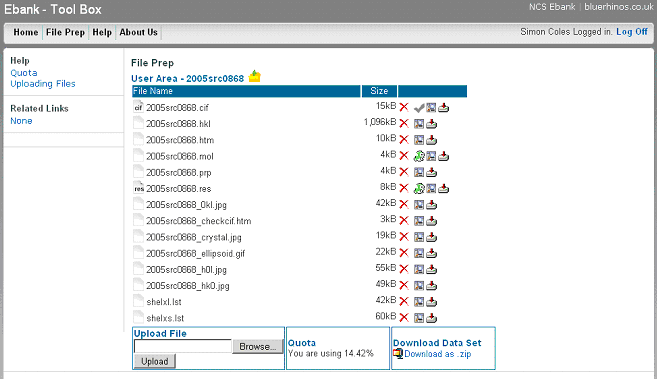 Ebank - Tool Box
NCS Ebank | bluerhinos.co.uk
Home File Prep Help About Us
Simon Coles Logged in. Log Off
Help
Quota
Uploading Files
Related Links
None
File Prep
User Area - 2005src0868
File Name Size
cif 2005src0868.cif 15kB
2005src0868.hkl 1,096kB
2005src0868.htm 10kB
2005src0868.mol 4kB
2005src0868.prp 4kB
res 2005src0868.res 8kB
2005src0868_0kl.jpg 42kB
2005src0868_checkcif.htm 3kB
2005src0868_crystal.jpg 19kB
2005src0868_ellipsoid.gif 22kB
2005src0868_h0l.jpg 55kB
2005src0868_hk0.jpg 49kB
shelxl.lst 42kB
shelxs.lst 60kB
Upload File
Browse...
Upload
Quota
You are using 14.42%
Download Data Set
Download as .zip